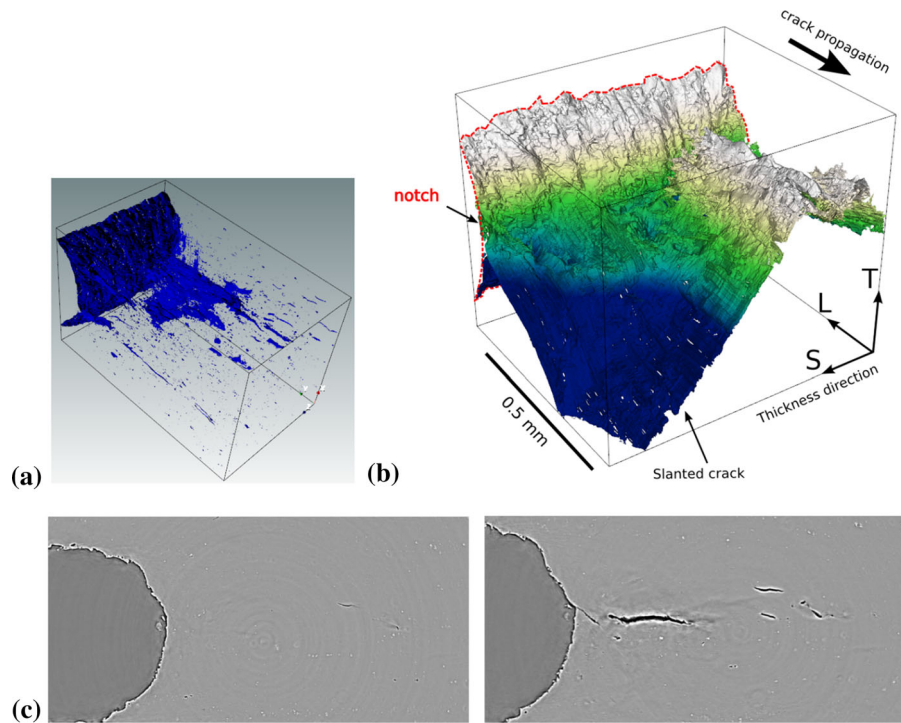 crack propagation
notch
T
L
S
Thickness direction
0.5 mm
Slanted crack
(a)
(b)
(c)